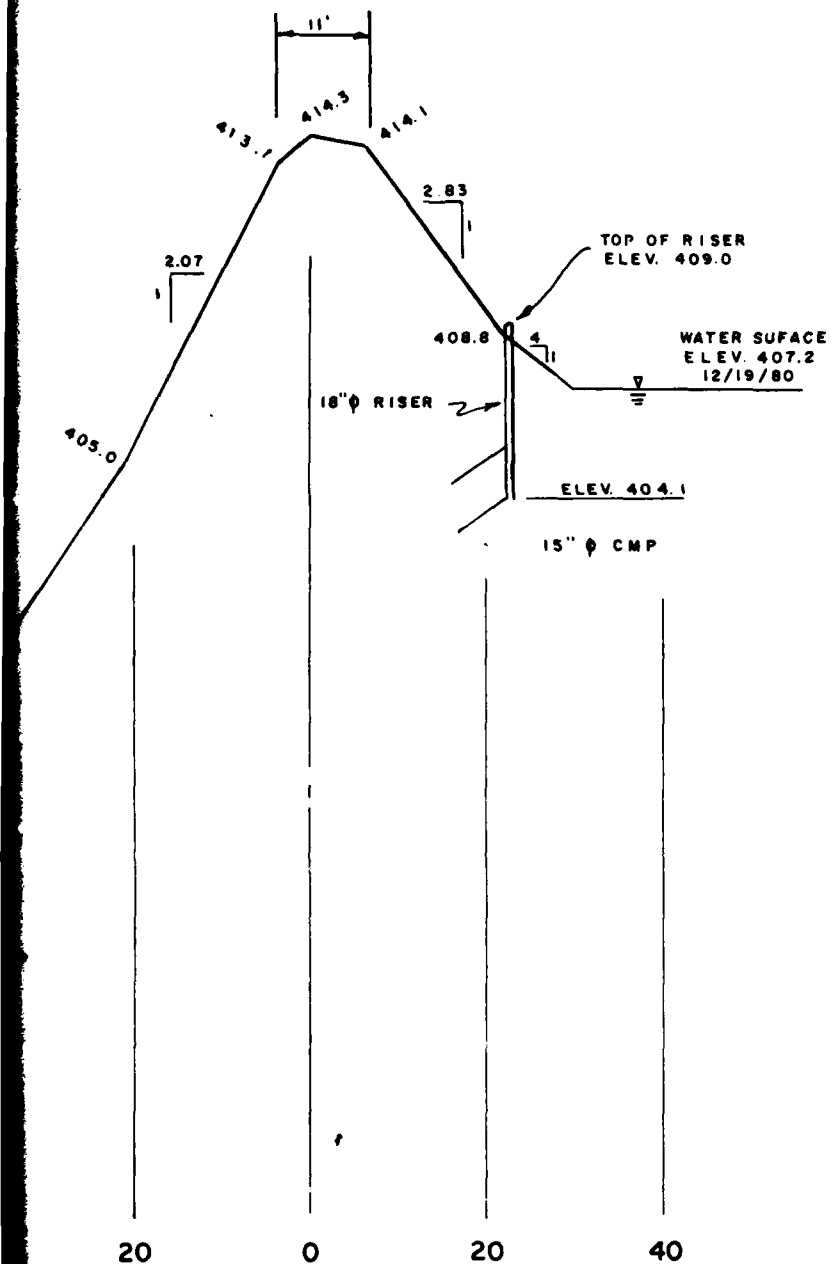 11'
414.3
414.1
2.83
1
TOP OF RISER
ELEV. 409.0
2.07
1
408.8
4
1
WATER SUFACE
ELEV. 407.2
12/19/80
18"φ RISER
405.0
ELEV. 404.1
15" φ CMP
20
0
20
40